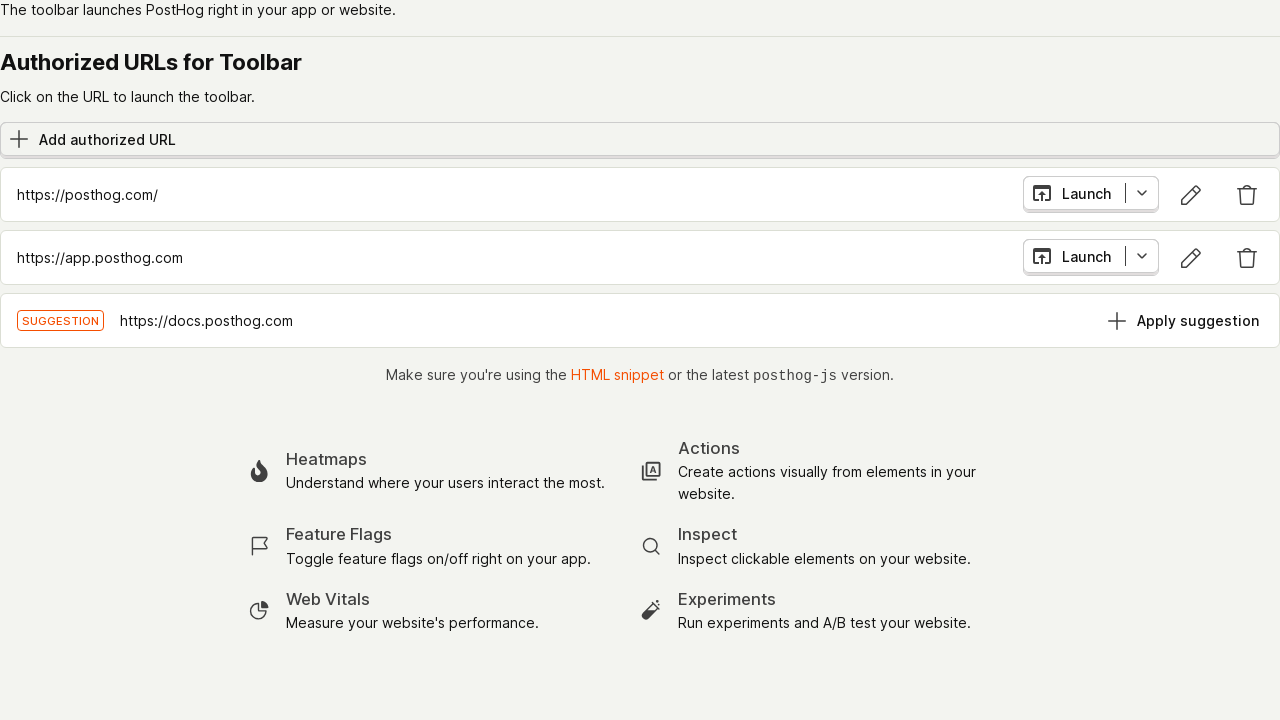 The toolbar launches PostHog right in your app or website.
Authorized URLs for Toolbar
Click on the URL to launch the toolbar.
Add authorized URL
https://posthog.com/
Launch
https://app.posthog.com
Launch
SUGGESTION https://docs.posthog.com
Apply suggestion
Make sure you're using the HTML snippet or the latest posthog-js version.
Heatmaps
Understand where your users interact the most.
Actions
Create actions visually from elements in your
website.
Feature Flags
Toggle feature flags on/off right on your app.
Inspect
Inspect clickable elements on your website.
Web Vitals
Measure your website's performance.
Experiments
Run experiments and A/B test your website.